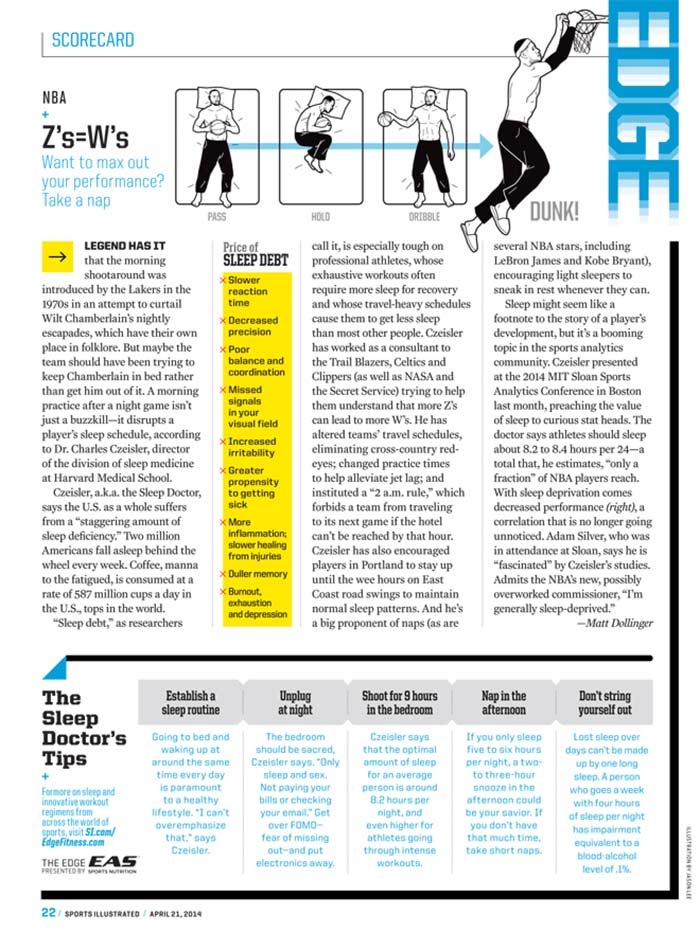 SCORECARD
EDGE
NBA
+
Z's=W's
Want to max out
your performance?
Take a nap
PASS
HOLD
DRIBBLE
DUNK!
→
LEGEND HAS IT
that the morning
shootaround was
introduced by the Lakers in the
1970s in an attempt to curtail
Wilt Chamberlain's nightly
escapades, which have their own
place in folklore. But maybe the
team should have been trying to
keep Chamberlain in bed rather
than get him out of it. A morning
practice after a night game isn't
just a buzzkill—it disrupts a
player's sleep schedule, according
to Dr. Charles Czeisler, director
of the division of sleep medicine
at Harvard Medical School.
Czeisler, a.k.a. the Sleep Doctor,
says the U.S. as a whole suffers
from a "staggering amount of
sleep deficiency." Two million
Americans fall asleep behind the
wheel every week. Coffee, manna
to the fatigued, is consumed at a
rate of 587 million cups a day in
the U.S., tops in the world.
"Sleep debt," as researchers
Price of
SLEEP DEBT
× Slower
reaction
time
× Decreased
precision
× Poor
balance and
coordination
× Missed
signals
in your
visual field
× Increased
irritability
× Greater
propensity
to getting
sick
× More
inflammation;
slower healing
from injuries
× Duller memory
× Burnout,
exhaustion
and depression
call it, is especially tough on
professional athletes, whose
exhaustive workouts often
require more sleep for recovery
and whose travel-heavy schedules
cause them to get less sleep
than most other people. Czeisler
has worked as a consultant to
the Trail Blazers, Celtics and
Clippers (as well as NASA and
the Secret Service) trying to help
them understand that more Z's
can lead to more W's. He has
altered teams' travel schedules,
eliminating cross-country red-
eyes; changed practice times
to help alleviate jet lag; and
instituted a "2 a.m. rule," which
forbids a team from traveling
to its next game if the hotel
can't be reached by that hour.
Czeisler has also encouraged
players in Portland to stay up
until the wee hours on East
Coast road swings to maintain
normal sleep patterns. And he's
a big proponent of naps (as are
several NBA stars, including
LeBron James and Kobe Bryant),
encouraging light sleepers to
sneak in rest whenever they can.
Sleep might seem like a
footnote to the story of a player's
development, but it's a booming
topic in the sports analytics
community. Czeisler presented
at the 2014 MIT Sloan Sports
Analytics Conference in Boston
last month, preaching the value
of sleep to curious stat heads. The
doctor says athletes should sleep
about 8.2 to 8.4 hours per 24—a
total that, he estimates, "only a
fraction" of NBA players reach.
With sleep deprivation comes
decreased performance (right), a
correlation that is no longer going
unnoticed. Adam Silver, who was
in attendance at Sloan, says he is
"fascinated" by Czeisler's studies.
Admits the NBA's new, possibly
overworked commissioner, "I'm
generally sleep-deprived."
—Matt Dollinger
The
Sleep
Doctor's
Tips
+
For more on sleep and
innovative workout
regimens from
across the world of
sports, visit SI.com/
EdgeFitness.com
THE EDGE
PRESENTED BY
EAS
SPORTS NUTRITION
Establish a
sleep routine
Going to bed and
waking up at
around the same
time every day
is paramount
to a healthy
lifestyle. "I can't
overemphasize
that," says
Czeisler.
Unplug
at night
The bedroom
should be sacred,
Czeisler says. "Only
sleep and sex.
Not paying your
bills or checking
your email." Get
over FOMO—
fear of missing
out—and put
electronics away.
Shoot for 9 hours
in the bedroom
Czeisler says
that the optimal
amount of sleep
for an average
person is around
8.2 hours per
night, and
even higher for
athletes going
through intense
workouts.
Nap in the
afternoon
If you only sleep
five to six hours
per night, a two-
to three-hour
snooze in the
afternoon could
be your savior. If
you don't have
that much time,
take short naps.
Don't string
yourself out
Lost sleep over
days can't be made
up by one long
sleep. A person
who goes a week
with four hours
of sleep per night
has impairment
equivalent to a
blood-alcohol
level of .1%.
ILLUSTRATION BY JASON LEE
22 / SPORTS ILLUSTRATED / APRIL 21, 2014